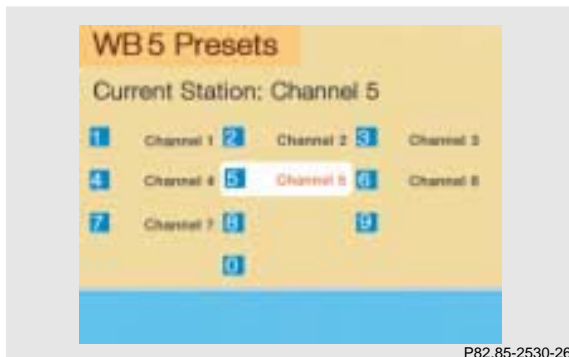 WB 5 Presets
Current Station: Channel 5
1 Channel 1 2 Channel 2 3 Channel 3
4 Channel 4 5 Channel 5 6 Channel 6
7 Channel 7 8 9
0
P82.85-2530-26